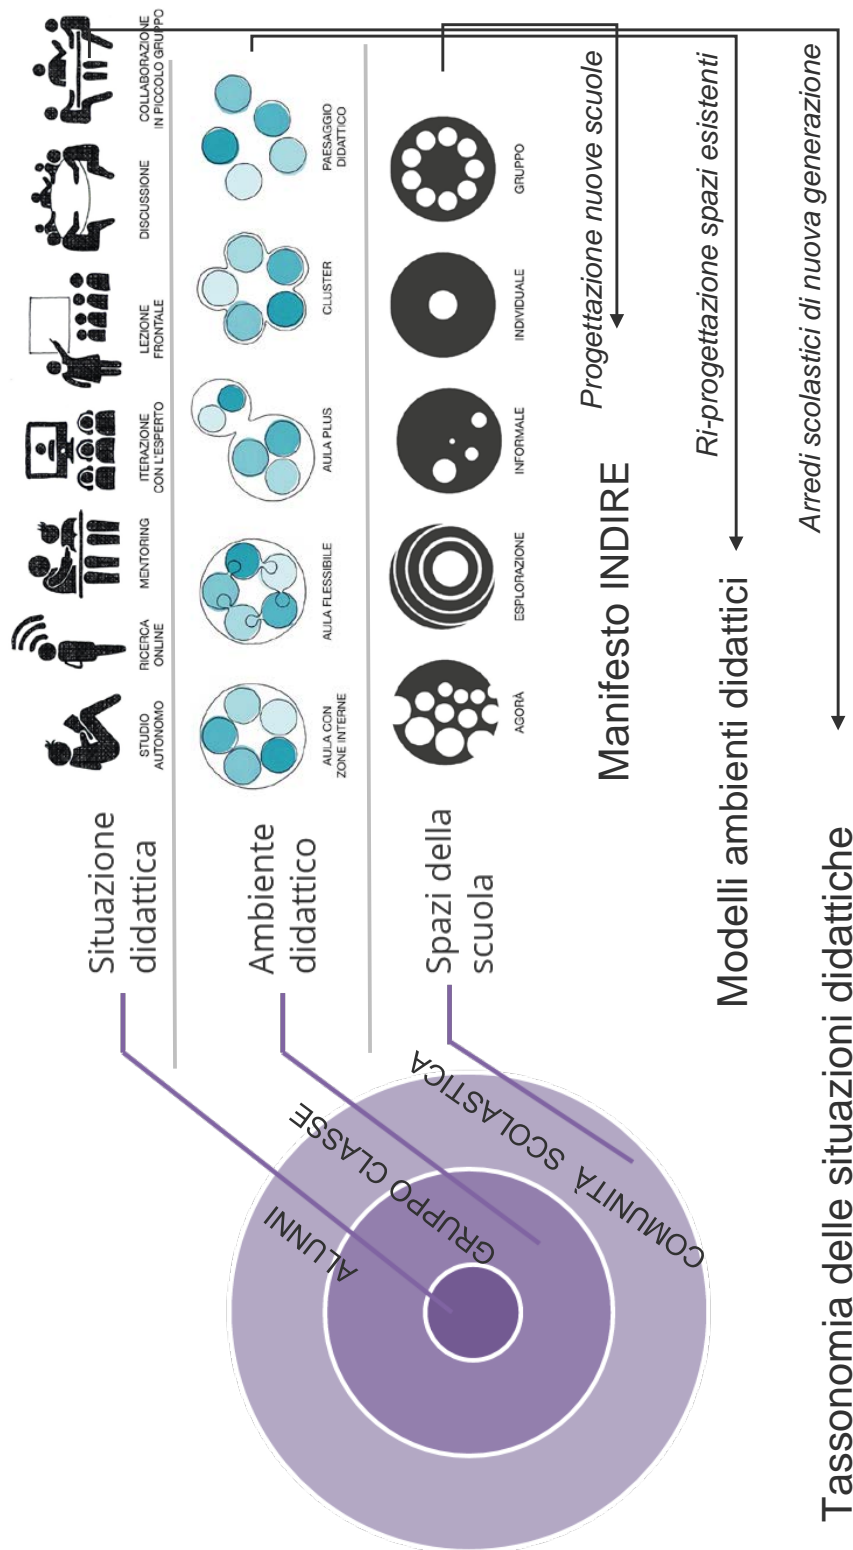 ALUNNI
GRUPPO CLASSE
COMUNITÀ SCOLASTICA
Situazione
didattica
STUDIO
AUTONOMO
RICERCA
ONLINE
MENTORING
ITERAZIONE
CON L'ESPERTO
LEZIONE
FRONTALE
DISCUSSIONE
COLLABORAZIONE
IN PICCOLO GRUPPO
Ambiente
didattico
AULA CON
ZONE INTERNE
AULA FLESSIBILE
AULA PLUS
CLUSTER
PAESAGGIO
DIDATTICO
Spazi della
scuola
AGORÀ
ESPLORAZIONE
INFORMALE
INDIVIDUALE
GRUPPO
Manifesto INDIRE
Progettazione nuove scuole
Modelli ambienti didattici
Ri-progettazione spazi esistenti
Tassonomia delle situazioni didattiche
Arredi scolastici di nuova generazione